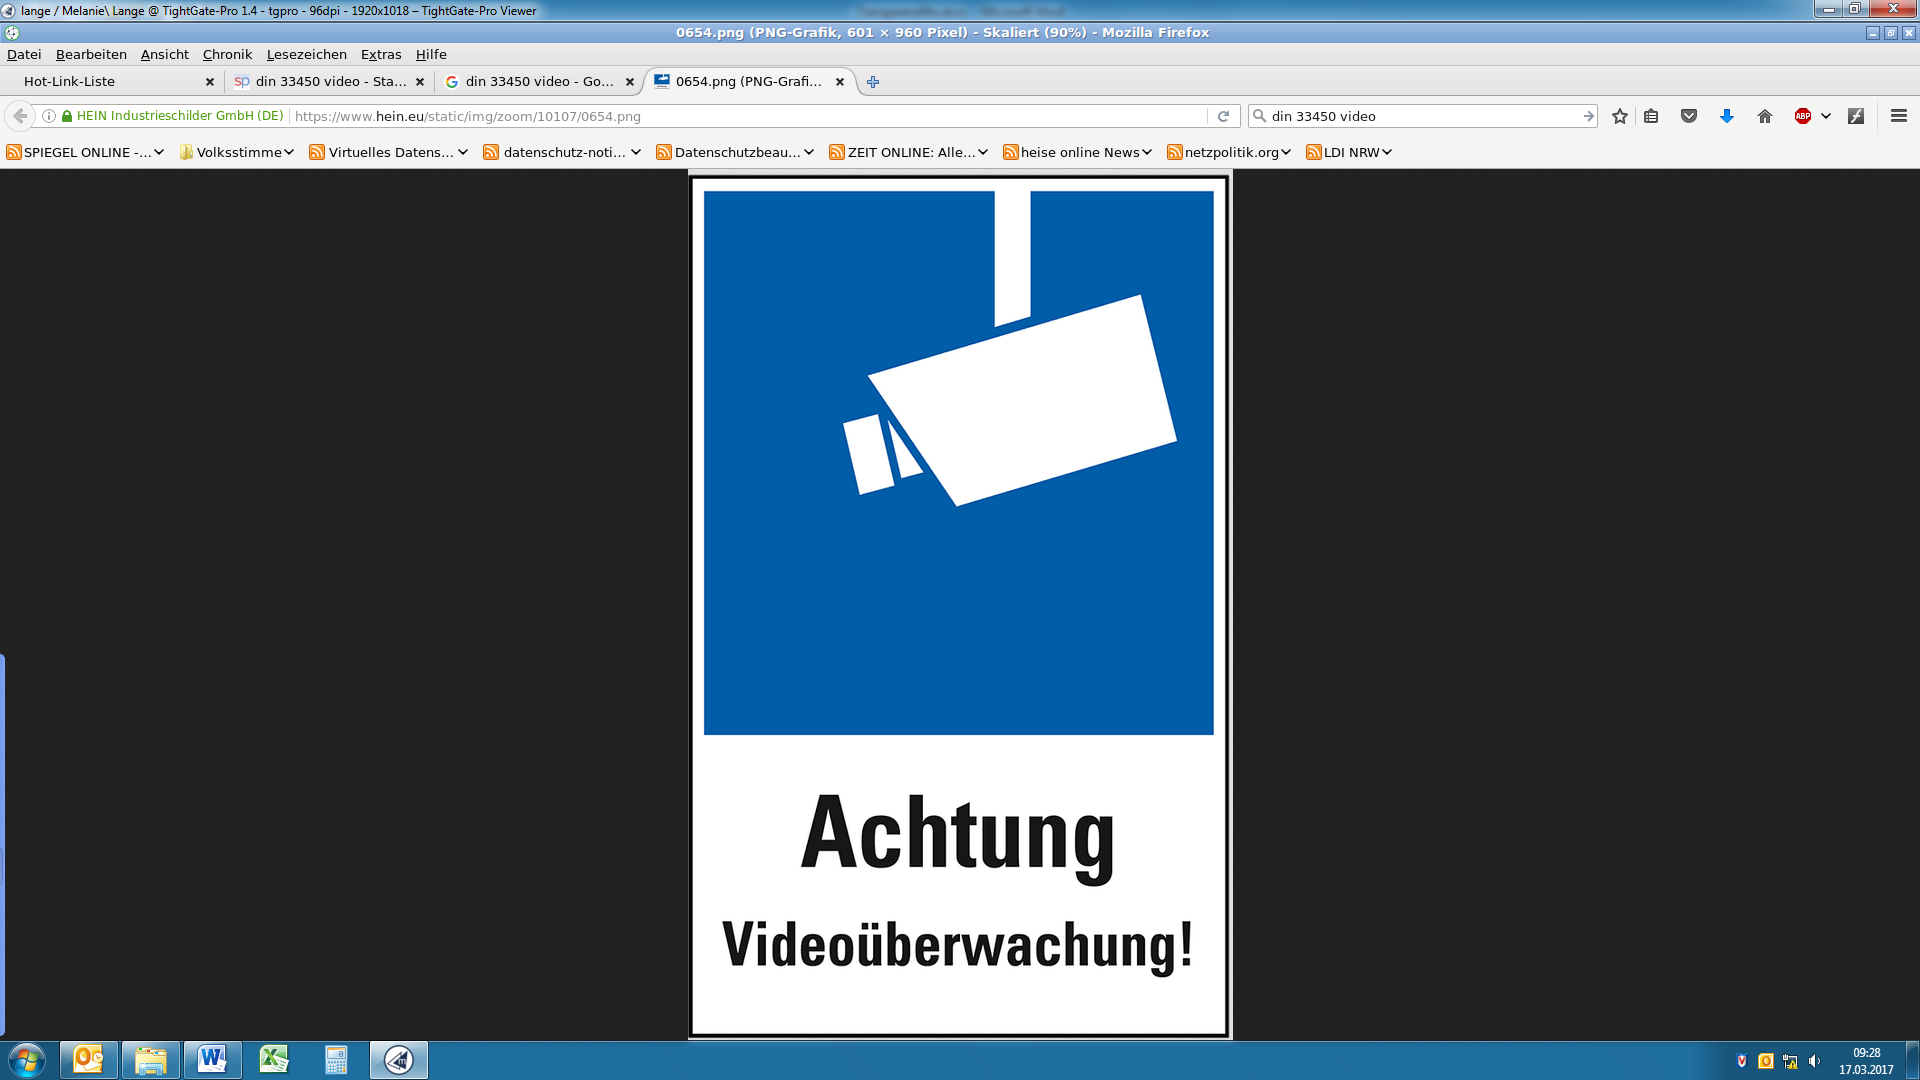 lange / Melanie\ Lange @ TightGate-Pro 1.4 - tgpro - 96dpi - 1920x1018 – TightGate-Pro Viewer
0654.png (PNG-Grafik, 601 × 960 Pixel) - Skaliert (90%) - Mozilla Firefox
Datei Bearbeiten Ansicht Chronik Lesezeichen Extras Hilfe
Hot-Link-Liste sp din 33450 video - Sta... G din 33450 video - Go... 0654.png (PNG-Grafi...
HEIN Industrieschilder GmbH (DE) https://www.hein.eu/static/img/zoom/10107/0654.png din 33450 video ABP
SPIEGEL ONLINE -... Volksstimme Virtuelles Datens... datenschutz-noti... Datenschutzbeau... ZEIT ONLINE: Alle... heise online News netzpolitik.org LDI NRW
Achtung
Videoüberwachung!
09:28
17.03.2017